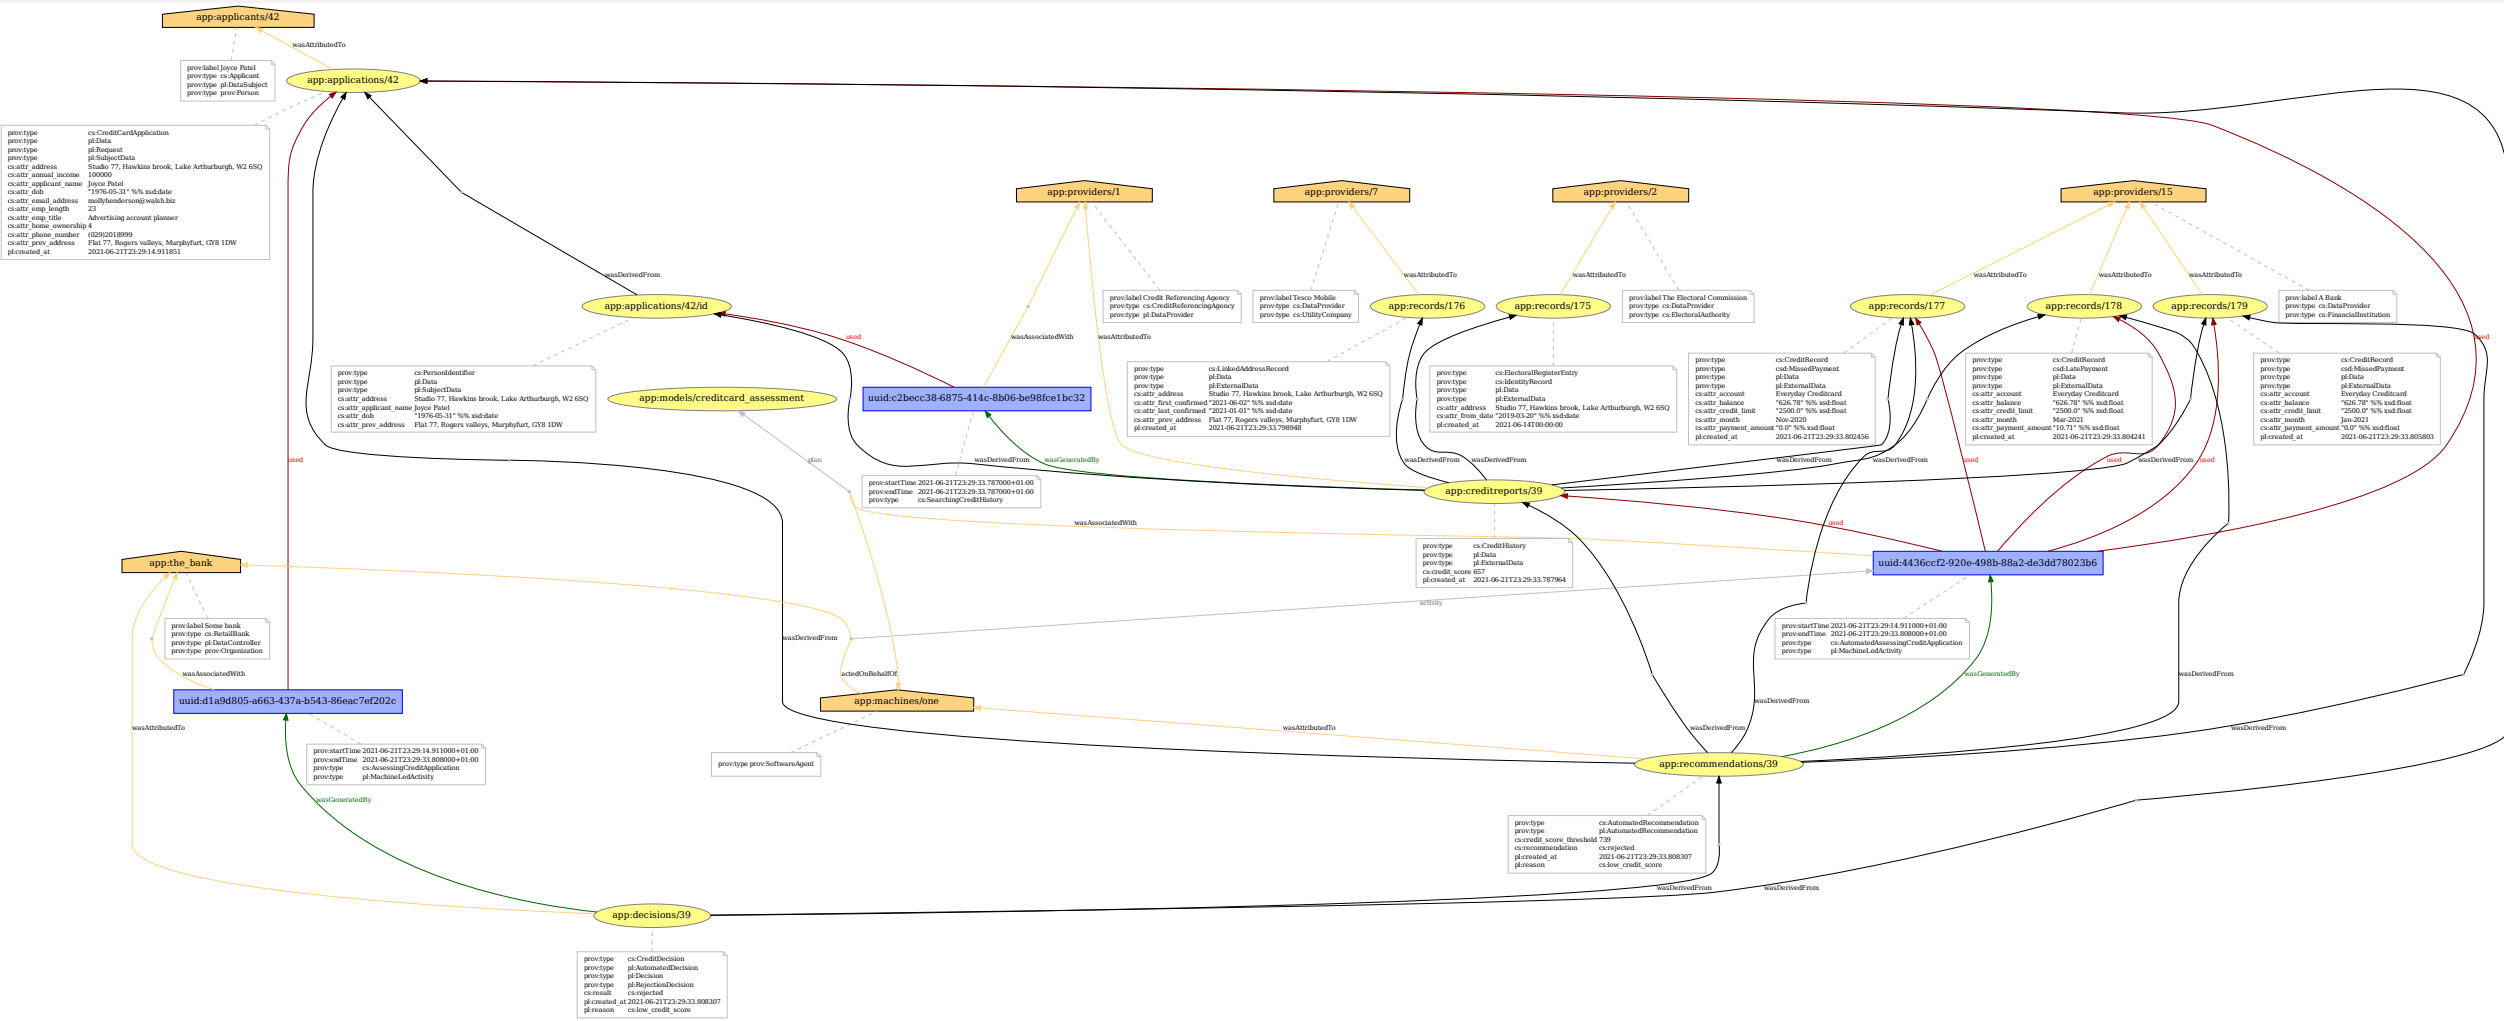 app:applicants/42
wasAttributedTo
prov:label Joyce Patel
prov:type cs:Applicant
prov:type pl:DataSubject
prov:type prov:Person
app:applications/42
prov:type cs:CreditCardApplication
prov:type pl:Data
prov:type pl:Request
prov:type pl:SubjectData
cs:attr_address Studio 77, Hawkins brook, Lake Arthurburgh, W2 6SQ
cs:attr_annual_income 100000
cs:attr_applicant_name Joyce Patel
cs:attr_dob "1976-05-31" %% xsd:date
cs:attr_email_address mollyhenderson@walsh.biz
cs:attr_emp_length 23
cs:attr_emp_title Advertising account planner
cs:attr_home_ownership 4
cs:attr_phone_number (029)2018999
cs:attr_prev_address Flat 77, Rogers valleys, Murphyfurt, GY8 1DW
pl:created_at 2021-06-21T23:29:14.911851
app:providers/1
app:providers/7
app:providers/2
app:providers/15
wasDerivedFrom
wasAttributedTo
wasAttributedTo
wasAttributedTo
wasAttributedTo
wasAttributedTo
app:applications/42/id
prov:label Credit Referencing Agency
prov:type cs:CreditReferencingAgency
prov:type pl:DataProvider
prov:label Tesco Mobile
prov:type cs:DataProvider
prov:type cs:UtilityCompany
app:records/176
app:records/175
prov:label The Electoral Commission
prov:type cs:DataProvider
prov:type cs:ElectoralAuthority
app:records/177
app:records/178
app:records/179
prov:label A Bank
prov:type cs:DataProvider
prov:type cs:FinancialInstitution
used
wasAssociatedWith
wasAttributedTo
used
prov:type cs:PersonIdentifier
prov:type pl:Data
prov:type pl:SubjectData
cs:attr_address Studio 77, Hawkins brook, Lake Arthurburgh, W2 6SQ
cs:attr_applicant_name Joyce Patel
cs:attr_dob "1976-05-31" %% xsd:date
cs:attr_prev_address Flat 77, Rogers valleys, Murphyfurt, GY8 1DW
app:models/creditcard_assessment
uuid:c2becc38-6875-414c-8b06-be98fce1bc32
prov:type cs:LinkedAddressRecord
prov:type pl:Data
prov:type pl:ExternalData
cs:attr_address Studio 77, Hawkins brook, Lake Arthurburgh, W2 6SQ
cs:attr_first_confirmed "2021-06-02" %% xsd:date
cs:attr_last_confirmed "2021-01-01" %% xsd:date
cs:attr_prev_address Flat 77, Rogers valleys, Murphyfurt, GY8 1DW
pl:created_at 2021-06-21T23:29:33.798948
prov:type cs:ElectoralRegisterEntry
prov:type cs:IdentityRecord
prov:type pl:Data
prov:type pl:ExternalData
cs:attr_address Studio 77, Hawkins brook, Lake Arthurburgh, W2 6SQ
cs:attr_from_date "2019-03-20" %% xsd:date
pl:created_at 2021-06-14T00:00:00
prov:type cs:CreditRecord
prov:type csd:MissedPayment
prov:type pl:Data
prov:type pl:ExternalData
cs:attr_account Everyday Creditcard
cs:attr_balance "626.78" %% xsd:float
cs:attr_credit_limit "2500.0" %% xsd:float
cs:attr_month Nov-2020
cs:attr_payment_amount "0.0" %% xsd:float
pl:created_at 2021-06-21T23:29:33.802456
prov:type cs:CreditRecord
prov:type csd:LatePayment
prov:type pl:Data
prov:type pl:ExternalData
cs:attr_account Everyday Creditcard
cs:attr_balance "626.78" %% xsd:float
cs:attr_credit_limit "2500.0" %% xsd:float
cs:attr_month Mar-2021
cs:attr_payment_amount "10.71" %% xsd:float
pl:created_at 2021-06-21T23:29:33.804241
prov:type cs:CreditRecord
prov:type csd:MissedPayment
prov:type pl:Data
prov:type pl:ExternalData
cs:attr_account Everyday Creditcard
cs:attr_balance "626.78" %% xsd:float
cs:attr_credit_limit "2500.0" %% xsd:float
cs:attr_month Jan-2021
cs:attr_payment_amount "0.0" %% xsd:float
pl:created_at 2021-06-21T23:29:33.805803
used
plan
wasDerivedFrom
wasGeneratedBy
wasDerivedFrom
wasDerivedFrom
wasDerivedFrom
wasDerivedFrom
used
wasDerivedFrom
used
used
prov:startTime 2021-06-21T23:29:33.787000+01:00
prov:endTime 2021-06-21T23:29:33.787000+01:00
prov:type cs:SearchingCreditHistory
app:creditreports/39
wasAssociatedWith
used
app:the_bank
prov:type cs:CreditHistory
prov:type pl:Data
prov:type pl:ExternalData
cs:credit_score 657
pl:created_at 2021-06-21T23:29:33.787964
uuid:4436ccf2-920e-498b-88a2-de3dd78023b6
activity
prov:label Some bank
prov:type cs:RetailBank
prov:type pl:DataController
prov:type prov:Organization
wasDerivedFrom
prov:startTime 2021-06-21T23:29:14.911000+01:00
prov:endTime 2021-06-21T23:29:33.808000+01:00
prov:type cs:AutomatedAssessingCreditApplication
prov:type pl:MachineLedActivity
wasAssociatedWith
actedOnBehalfOf
wasGeneratedBy
wasDerivedFrom
uuid:d1a9d805-a663-437a-b543-86eac7ef202c
app:machines/one
wasDerivedFrom
wasAttributedTo
wasAttributedTo
wasDerivedFrom
wasDerivedFrom
prov:startTime 2021-06-21T23:29:14.911000+01:00
prov:endTime 2021-06-21T23:29:33.808000+01:00
prov:type cs:AssessingCreditApplication
prov:type pl:MachineLedActivity
prov:type prov:SoftwareAgent
app:recommendations/39
wasGeneratedBy
prov:type cs:AutomatedRecommendation
prov:type pl:AutomatedRecommendation
cs:credit_score_threshold 739
cs:recommendation cs:rejected
pl:created_at 2021-06-21T23:29:33.808307
pl:reason cs:low_credit_score
wasDerivedFrom
wasDerivedFrom
app:decisions/39
prov:type cs:CreditDecision
prov:type pl:AutomatedDecision
prov:type pl:Decision
prov:type pl:RejectionDecision
cs:result cs:rejected
pl:created_at 2021-06-21T23:29:33.808307
pl:reason cs:low_credit_score